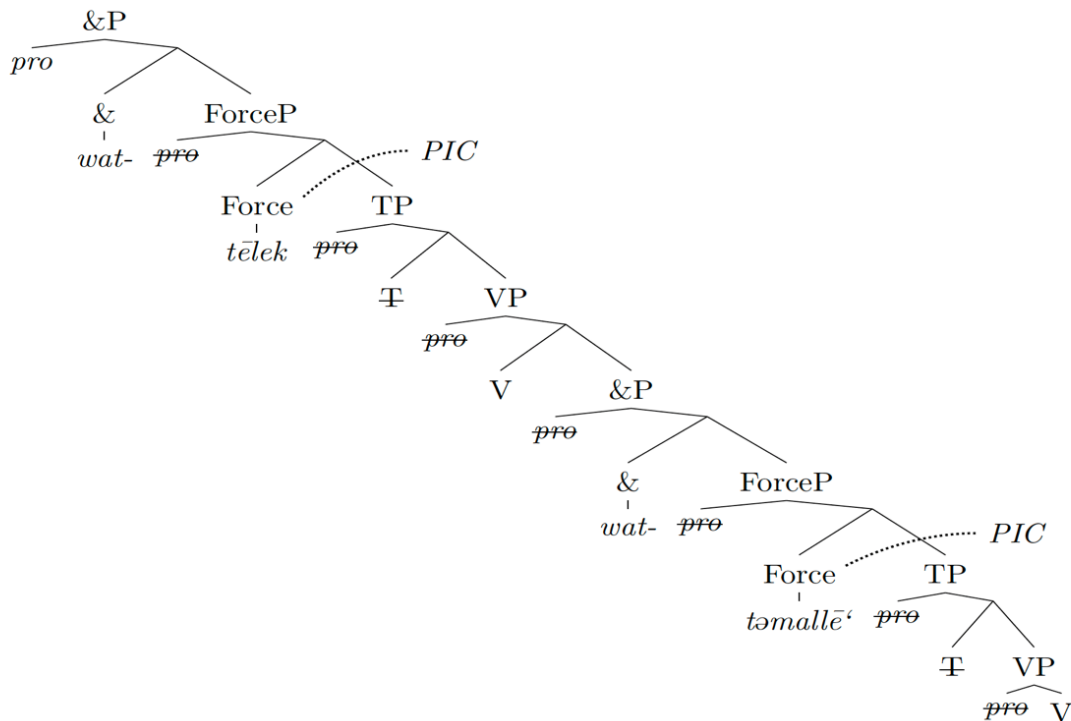 &P
pro
& ForceP
wat- pro PIC
Force TP
tēlek pro
T VP
pro
V &P
pro
& ForceP
wat- pro PIC
Force TP
təmallēʿ pro
T VP
pro V